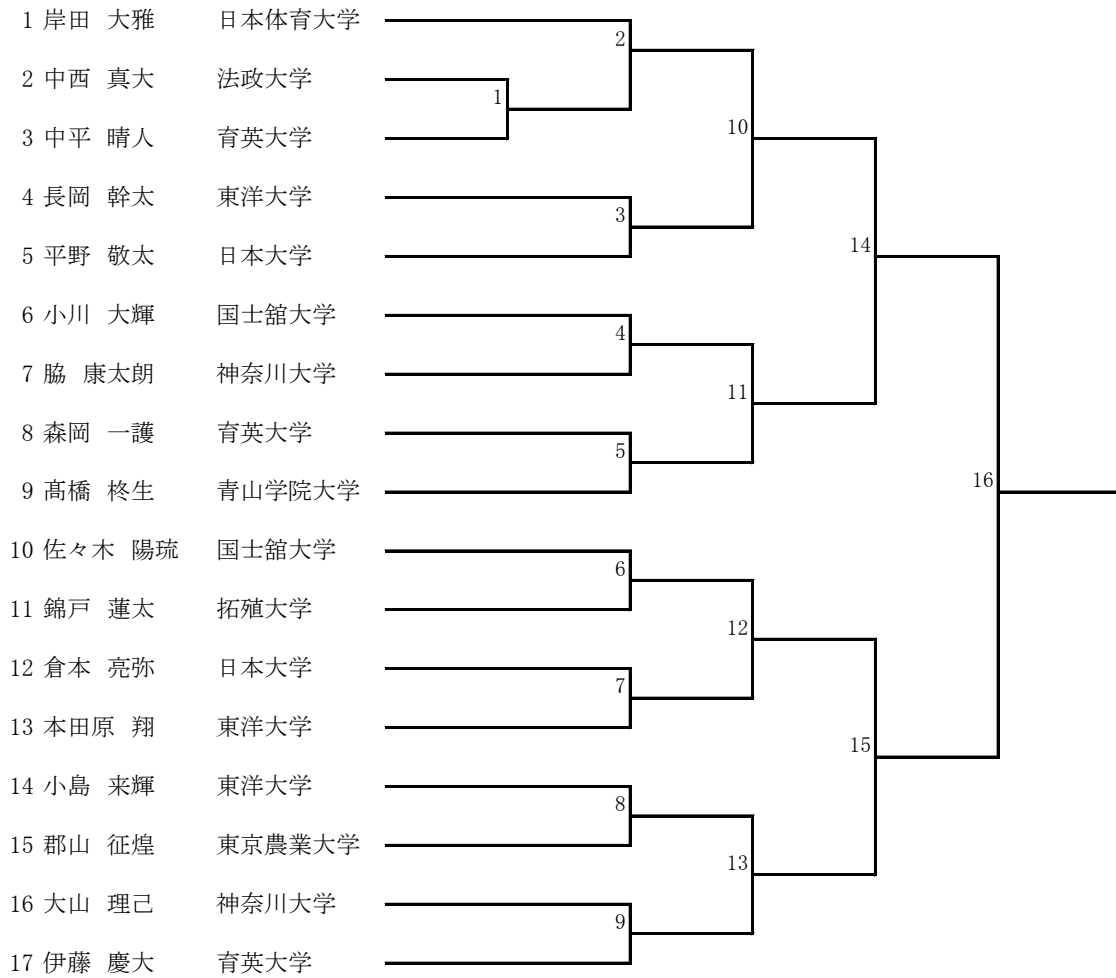 1 岸田 大雅 日本体育大学
2
2 中西 真大 法政大学
1
3 中平 晴人 育英大学
10
4 長岡 幹太 東洋大学
3
5 平野 敬太 日本大学
14
6 小川 大輝 国士舘大学
4
7 脇 康太朗 神奈川大学
11
8 森岡 一護 育英大学
5
9 髙橋 柊生 青山学院大学
16
10 佐々木 陽琉 国士舘大学
6
11 錦戸 蓮太 拓殖大学
12
12 倉本 亮弥 日本大学
7
13 本田原 翔 東洋大学
15
14 小島 来輝 東洋大学
8
15 郡山 征煌 東京農業大学
13
16 大山 理己 神奈川大学
9
17 伊藤 慶大 育英大学